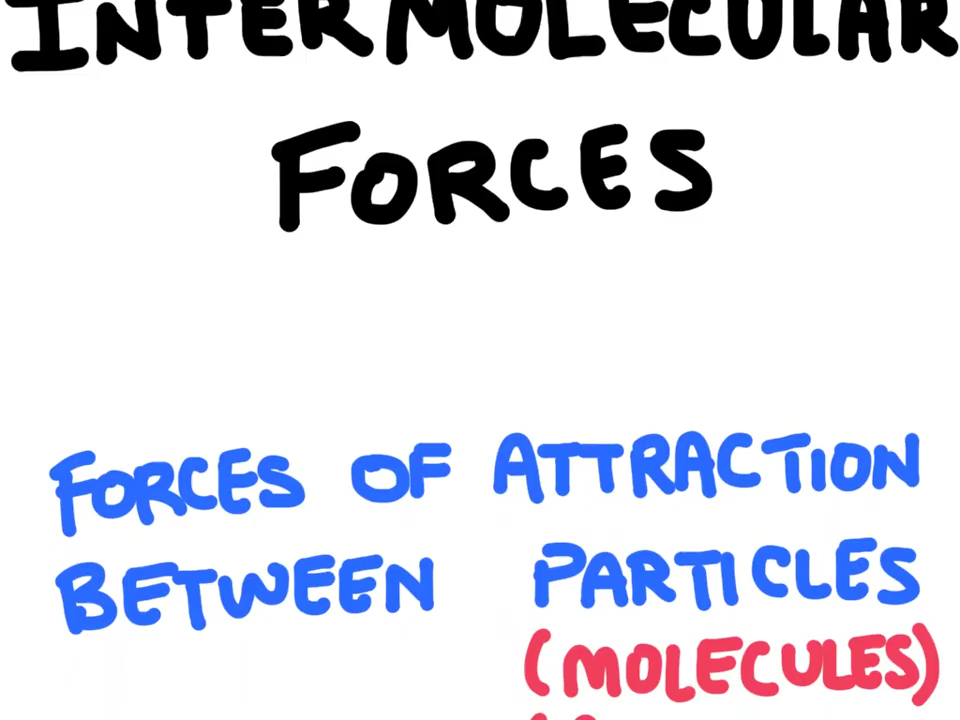 INTERMOLECULAR
FORCES
FORCES OF ATTRACTION
BETWEEN PARTICLES
(MOLECULES)